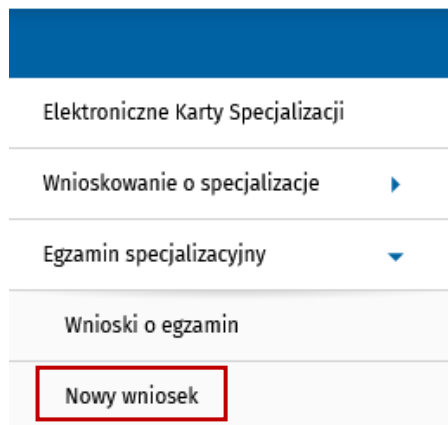 Elektroniczne Karty Specjalizacji
Wnioskowanie o specjalizacje
Egzamin specjalizacyjny
Wnioski o egzamin
Nowy wniosek